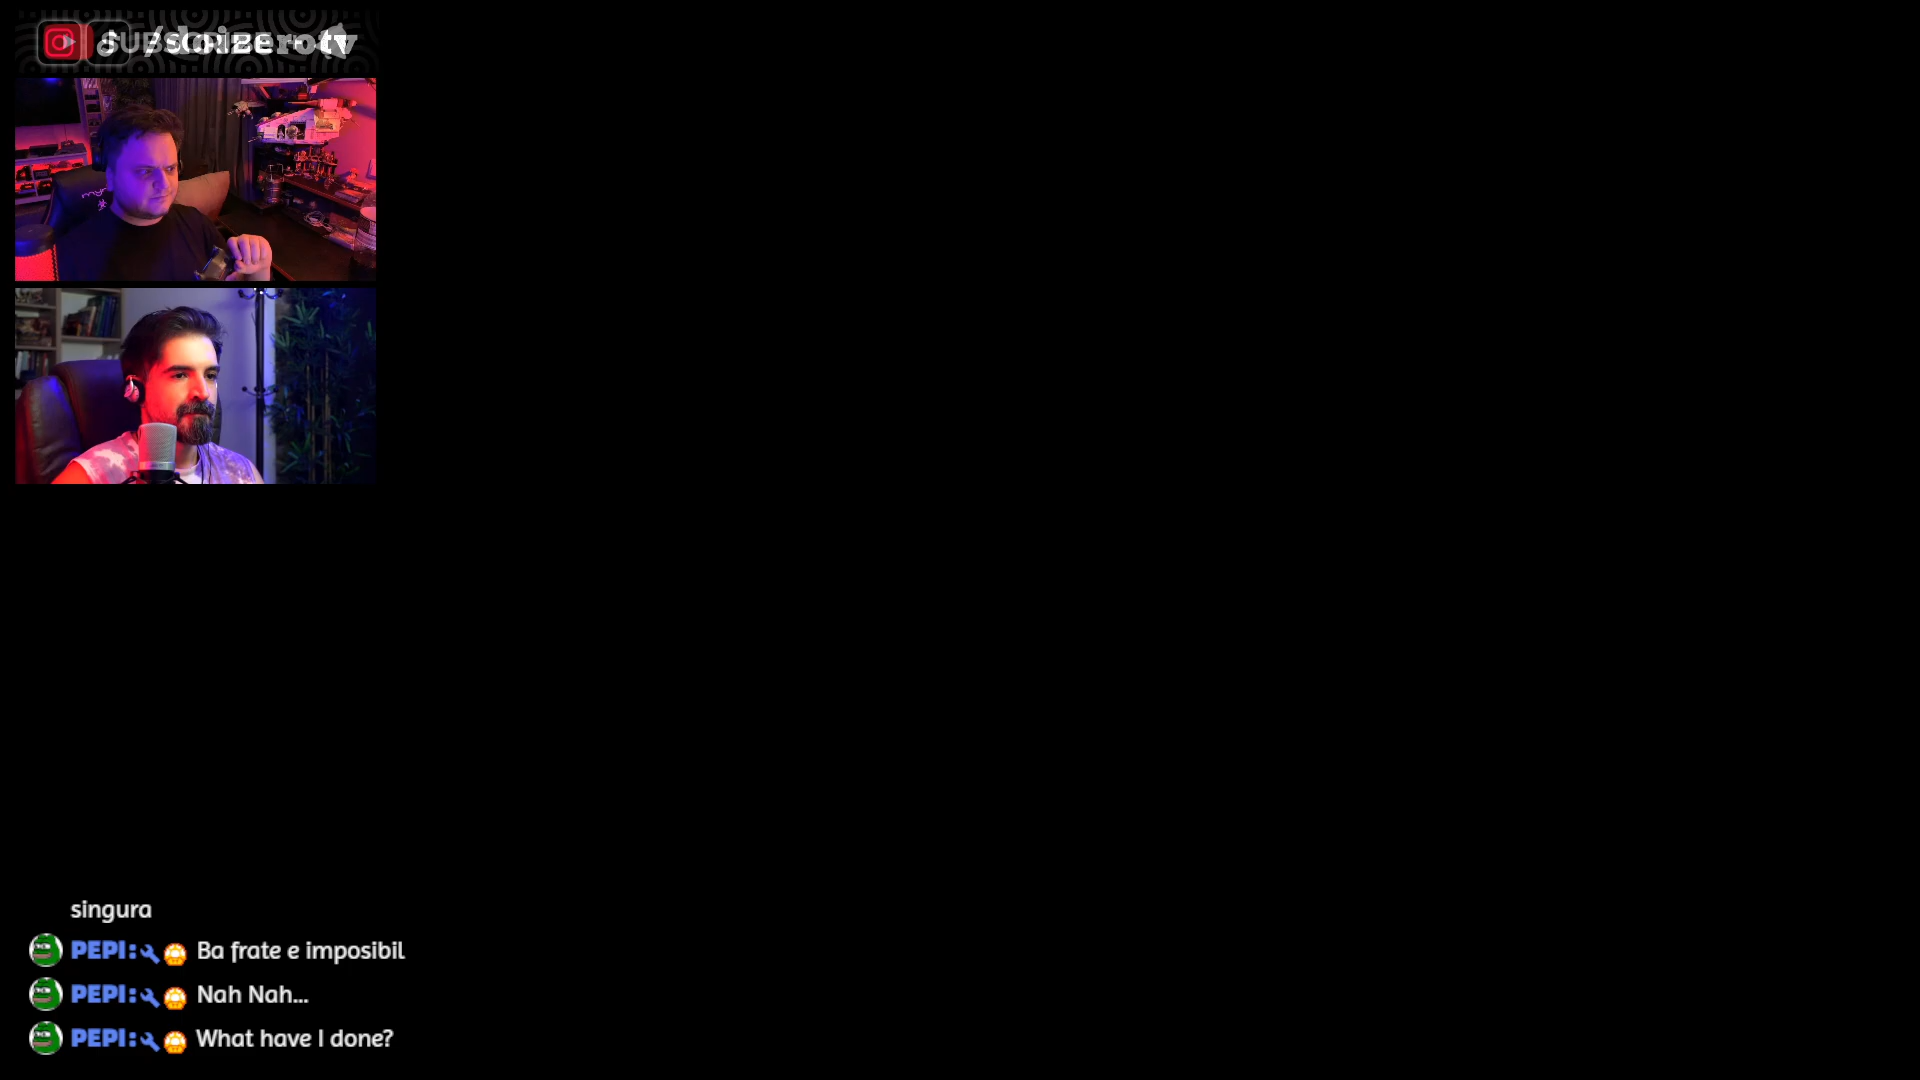 singura
PEPI: Ba frate e imposibil
PEPI: Nah Nah...
PEPI: What have I done?